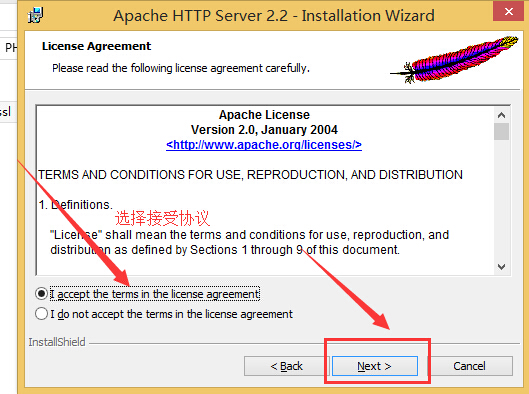 Apache HTTP Server 2.2 - Installation Wizard
PH
License Agreement
Please read the following license agreement carefully.
ssl
Apache License
Version 2.0, January 2004
<http://www.apache.org/licenses/>
TERMS AND CONDITIONS FOR USE, REPRODUCTION, AND DISTRIBUTION
1. Definitions.
选择接受协议
"License" shall mean the terms and conditions for use, reproduction, and
distribution as defined by Sections 1 through 9 of this document.
I accept the terms in the license agreement
I do not accept the terms in the license agreement
InstallShield
< Back Next > Cancel